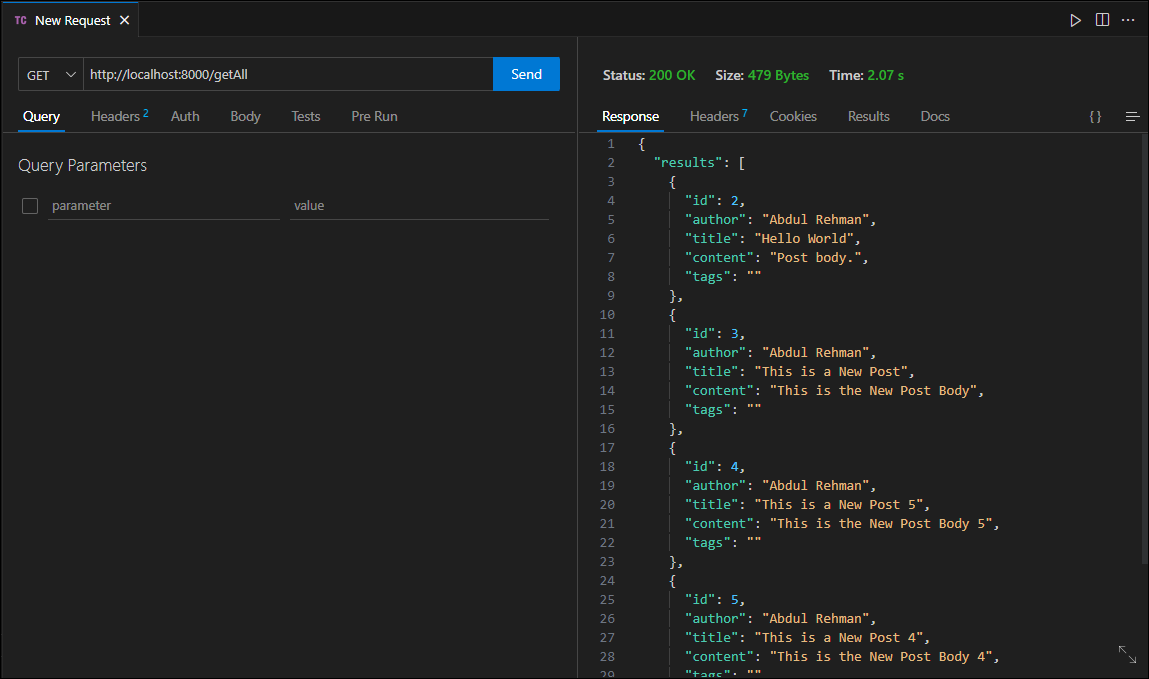 TC New Request
GET http://localhost:8000/getAll Send
Query Headers 2 Auth Body Tests Pre Run
Query Parameters
parameter value
Status: 200 OK Size: 479 Bytes Time: 2.07 s
Response Headers 7 Cookies Results Docs { }
1 {
2 "results": [
3 {
4 "id": 2,
5 "author": "Abdul Rehman",
6 "title": "Hello World",
7 "content": "Post body.",
8 "tags": ""
9 },
10 {
11 "id": 3,
12 "author": "Abdul Rehman",
13 "title": "This is a New Post",
14 "content": "This is the New Post Body",
15 "tags": ""
16 },
17 {
18 "id": 4,
19 "author": "Abdul Rehman",
20 "title": "This is a New Post 5",
21 "content": "This is the New Post Body 5",
22 "tags": ""
23 },
24 {
25 "id": 5,
26 "author": "Abdul Rehman",
27 "title": "This is a New Post 4",
28 "content": "This is the New Post Body 4",
29 "tags": ""